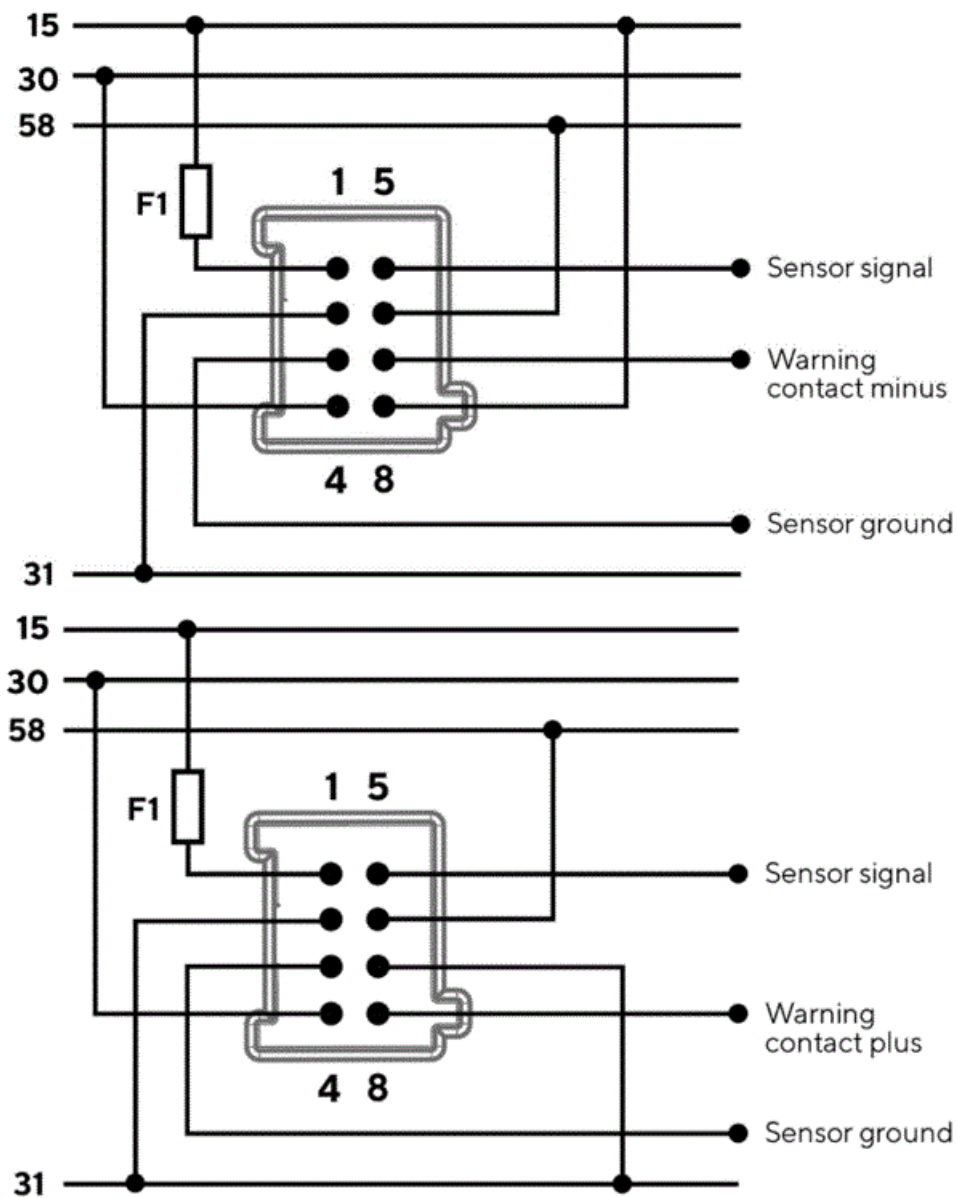 15
30
58
F1
1 5
Sensor signal
Warning
contact minus
4 8
Sensor ground
31
15
30
58
F1
1 5
Sensor signal
Warning
contact plus
4 8
Sensor ground
31